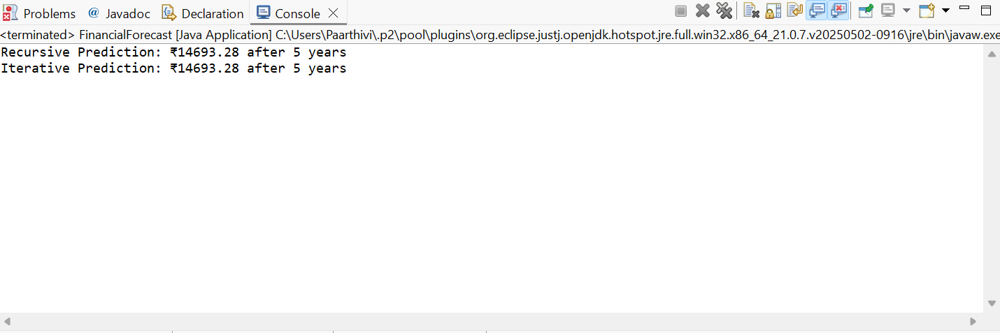 Problems @ Javadoc Declaration Console
<terminated> FinancialForecast [Java Application] C:\Users\Paarthivi\.p2\pool\plugins\org.eclipse.justj.openjdk.hotspot.jre.full.win32.x86_64_21.0.7.v20250502-0916\jre\bin\javaw.exe
Recursive Prediction: ₹14693.28 after 5 years
Iterative Prediction: ₹14693.28 after 5 years